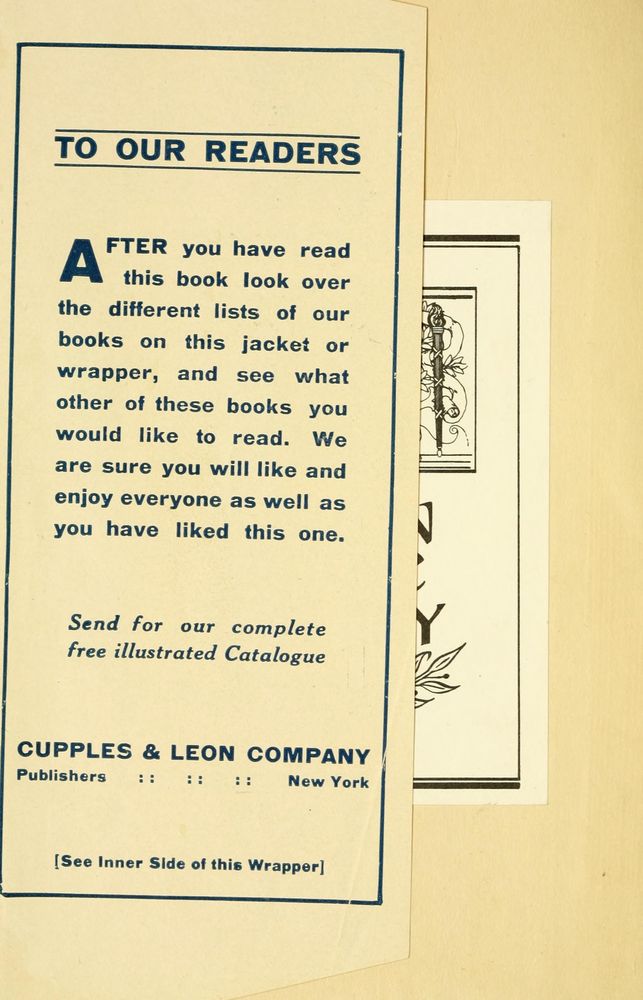 TO OUR READERS
AFTER you have read
this book look over
the different lists of our
books on this jacket or
wrapper, and see what
other of these books you
would like to read. We
are sure you will like and
enjoy everyone as well as
you have liked this one.
Send for our complete
free illustrated Catalogue
CUPPLES & LEON COMPANY
Publishers :: :: :: New York
[See Inner Side of this Wrapper]
N
Y